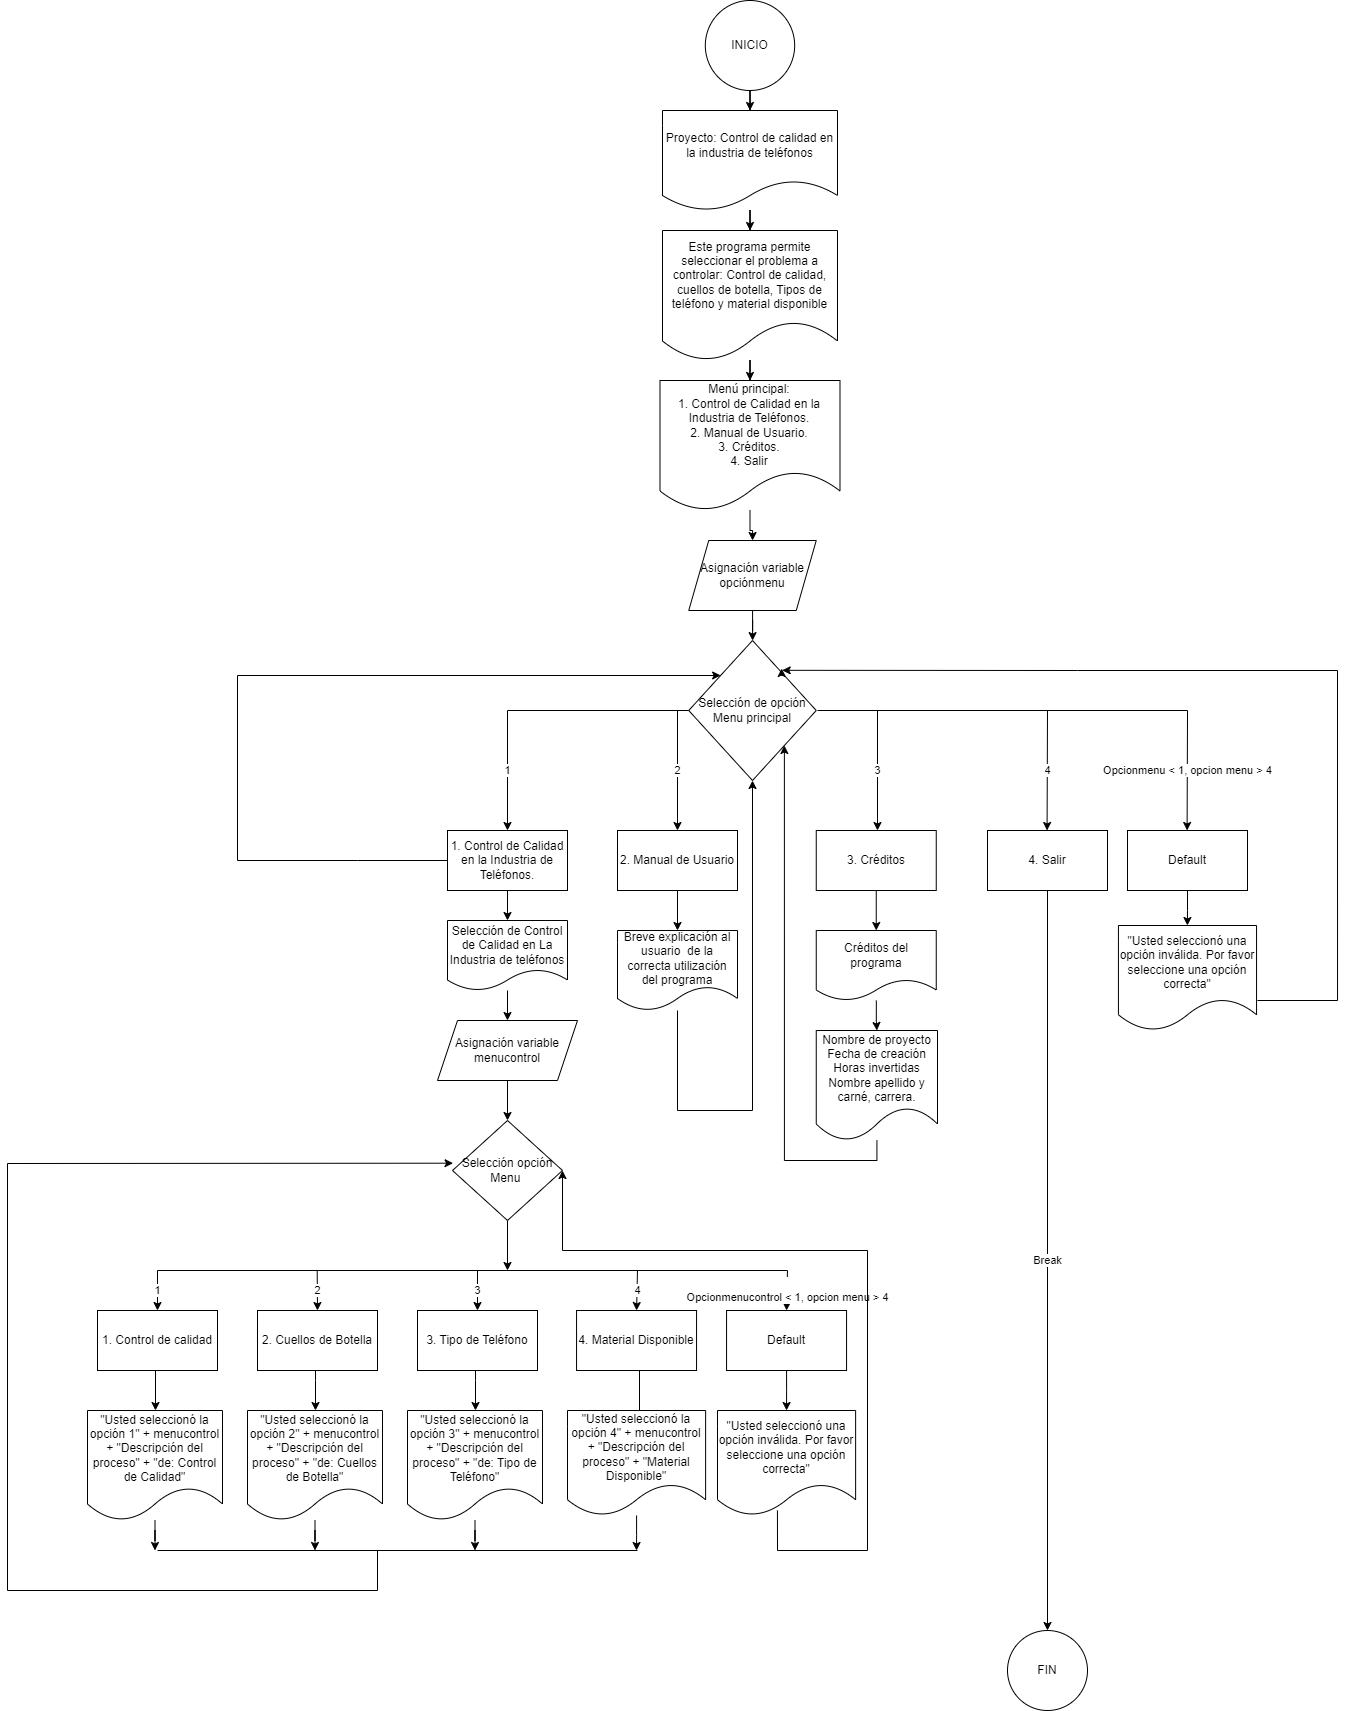 INICIO
Proyecto: Control de calidad en
la industria de teléfonos
Este programa permite
seleccionar el problema a
controlar: Control de calidad,
cuellos de botella, Tipos de
teléfono y material disponible
Menú principal:
1. Control de Calidad en la
Industria de Teléfonos.
2. Manual de Usuario.
3. Créditos.
4. Salir
Asignación variable
opciónmenu
Selección de opción
Menu principal
1
2
3
4
Opcionmenu < 1, opcion menu > 4
1. Control de Calidad
en la Industria de
Teléfonos.
2. Manual de Usuario
3. Créditos
4. Salir
Default
Selección de Control
de Calidad en La
Industria de teléfonos
Breve explicación al
usuario  de la
correcta utilización
del programa
Créditos del
programa
"Usted seleccionó una
opción inválida. Por favor
seleccione una opción
correcta"
Asignación variable
menucontrol
Nombre de proyecto
Fecha de creación
Horas invertidas
Nombre apellido y
carné, carrera.
Selección opción
Menu
Break
1
2
3
4
Opcionmenucontrol < 1, opcion menu > 4
1. Control de calidad
2. Cuellos de Botella
3. Tipo de Teléfono
4. Material Disponible
Default
"Usted seleccionó la
opción 1" + menucontrol
+ "Descripción del
proceso" + "de: Control
de Calidad"
"Usted seleccionó la
opción 2" + menucontrol
+ "Descripción del
proceso" + "de: Cuellos
de Botella"
"Usted seleccionó la
opción 3" + menucontrol
+ "Descripción del
proceso" + "de: Tipo de
Teléfono"
"Usted seleccionó la
opción 4" + menucontrol
+ "Descripción del
proceso" + "Material
Disponible"
"Usted seleccionó una
opción inválida. Por favor
seleccione una opción
correcta"
FIN